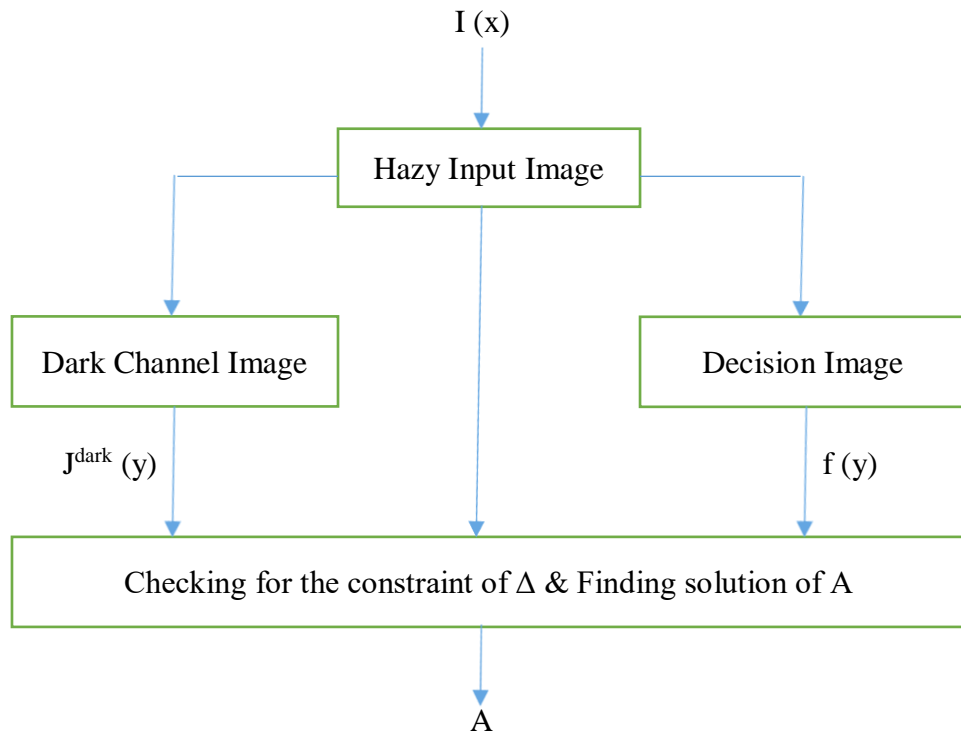 I (x)
Hazy Input Image
Dark Channel Image
Decision Image
J^dark (y)
f (y)
Checking for the constraint of Δ & Finding solution of A
A